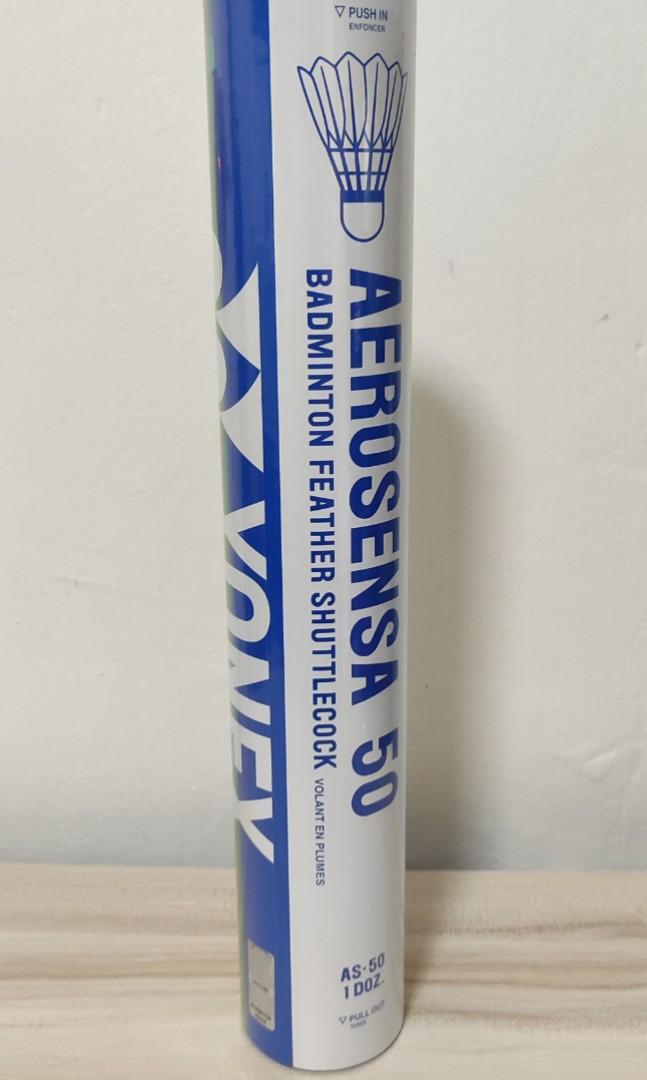 ▽ PUSH IN
ENFONCER
AEROSENSA 50
BADMINTON FEATHER SHUTTLECOCK VOLANT EN PLUMES
YONEX
AS-50
1 DOZ.
▽ PULL OUT